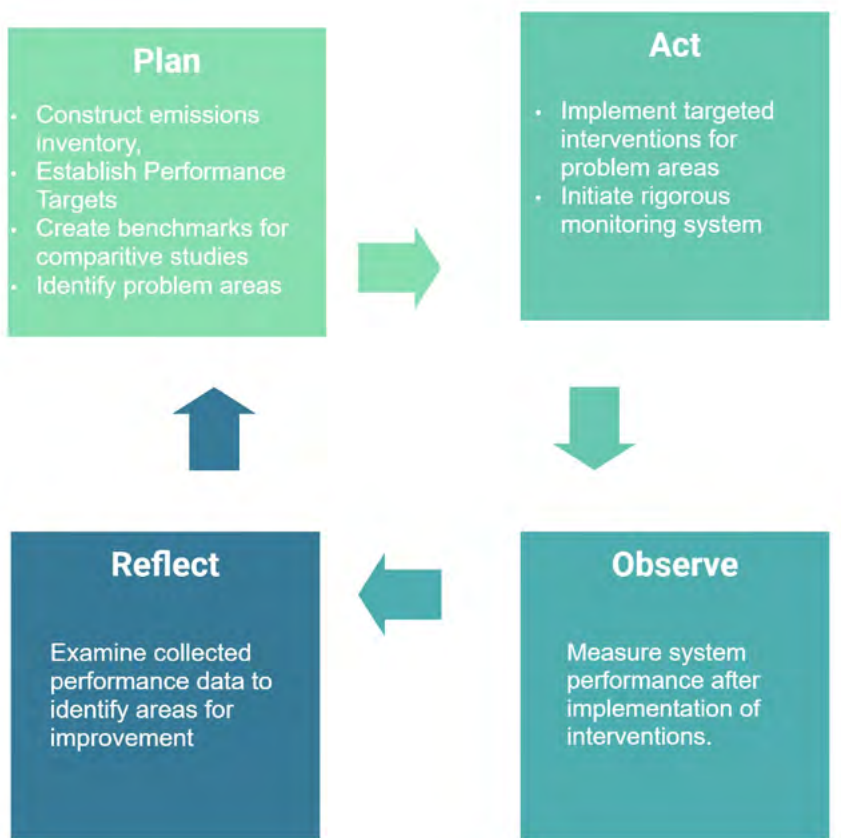 Plan
• Construct emissions
inventory,
• Establish Performance
Targets
• Create benchmarks for
comparitive studies
• Identify problem areas
Act
• Implement targeted
interventions for
problem areas
• Initiate rigorous
monitoring system
Reflect
Examine collected
performance data to
identify areas for
improvement
Observe
Measure system
performance after
implementation of
interventions.